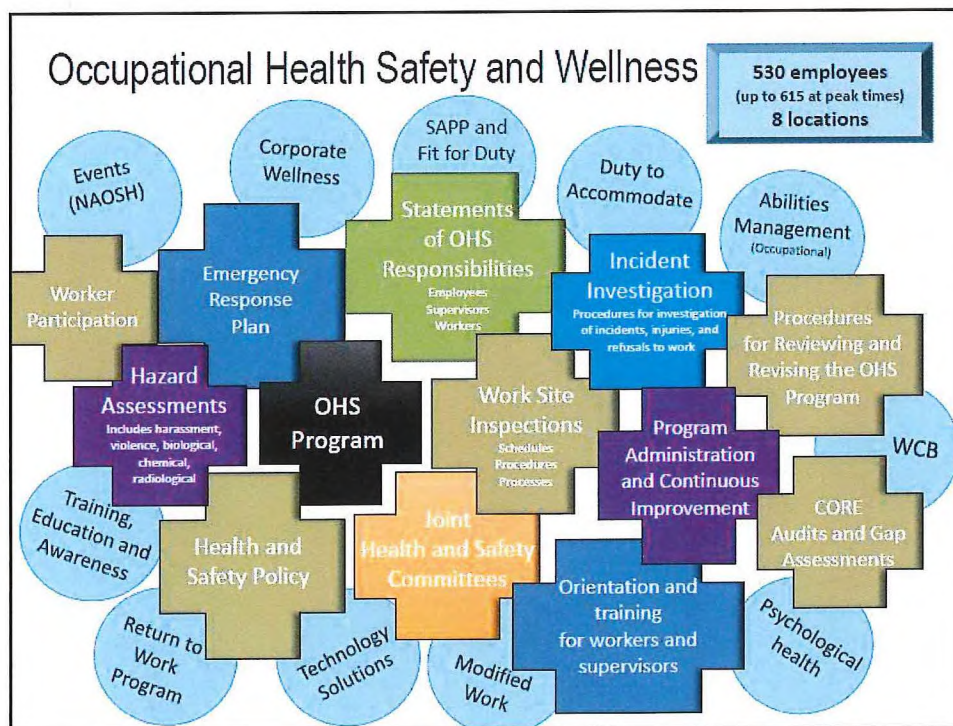 Occupational Health Safety and Wellness
530 employees
(up to 615 at peak times)
8 locations
Events
(NAOSH)
Corporate
Wellness
SAPP and
Fit for Duty
Duty to
Accommodate
Abilities
Management
(Occupational)
Worker
Participation
Emergency
Response
Plan
Statements
of OHS
Responsibilities
Employees
Supervisors
Workers
Incident
Investigation
Procedures for investigation
of incidents, injuries, and
refusals to work
Procedures
for Reviewing and
Revising the OHS
Program
Hazard
Assessments
Includes harassment,
violence, biological,
chemical,
radiological
OHS
Program
Work Site
Inspections
Schedules
Procedures
Processes
Program
Administration
and Continuous
Improvement
WCB
Training,
Education and
Awareness
Health and
Safety Policy
Joint
Health and Safety
Committees
CORE
Audits and Gap
Assessments
Orientation and
training
for workers and
supervisors
Return to
Work
Program
Technology
Solutions
Modified
Work
Psychological
health